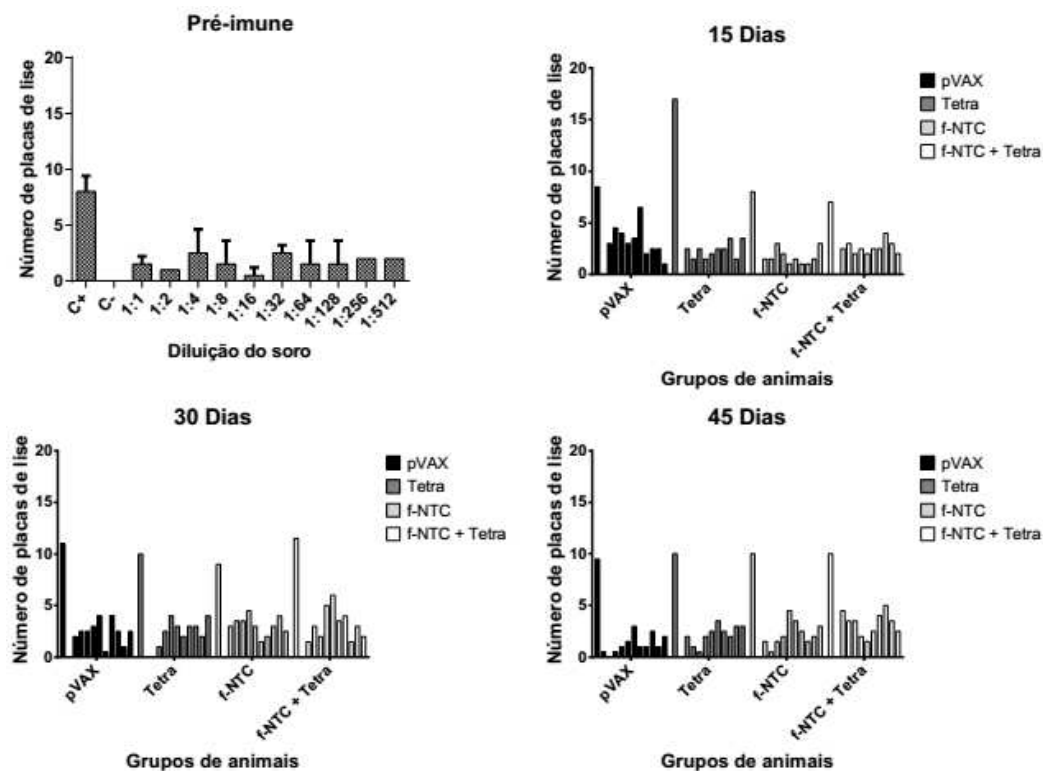 Pré-imune
Número de placas de lise
20
15
10
5
0
C+
C-
1:1
1:2
1:4
1:8
1:16
1:32
1:64
1:128
1:256
1:512
Diluição do soro
15 Dias
Número de placas de lise
20
15
10
5
0
pVAX
Tetra
f-NTC
f-NTC + Tetra
pVAX
Tetra
f-NTC
f-NTC + Tetra
Grupos de animais
30 Dias
Número de placas de lise
20
15
10
5
0
pVAX
Tetra
f-NTC
f-NTC + Tetra
pVAX
Tetra
f-NTC
f-NTC + Tetra
Grupos de animais
45 Dias
Número de placas de lise
20
15
10
5
0
pVAX
Tetra
f-NTC
f-NTC + Tetra
pVAX
Tetra
f-NTC
f-NTC + Tetra
Grupos de animais